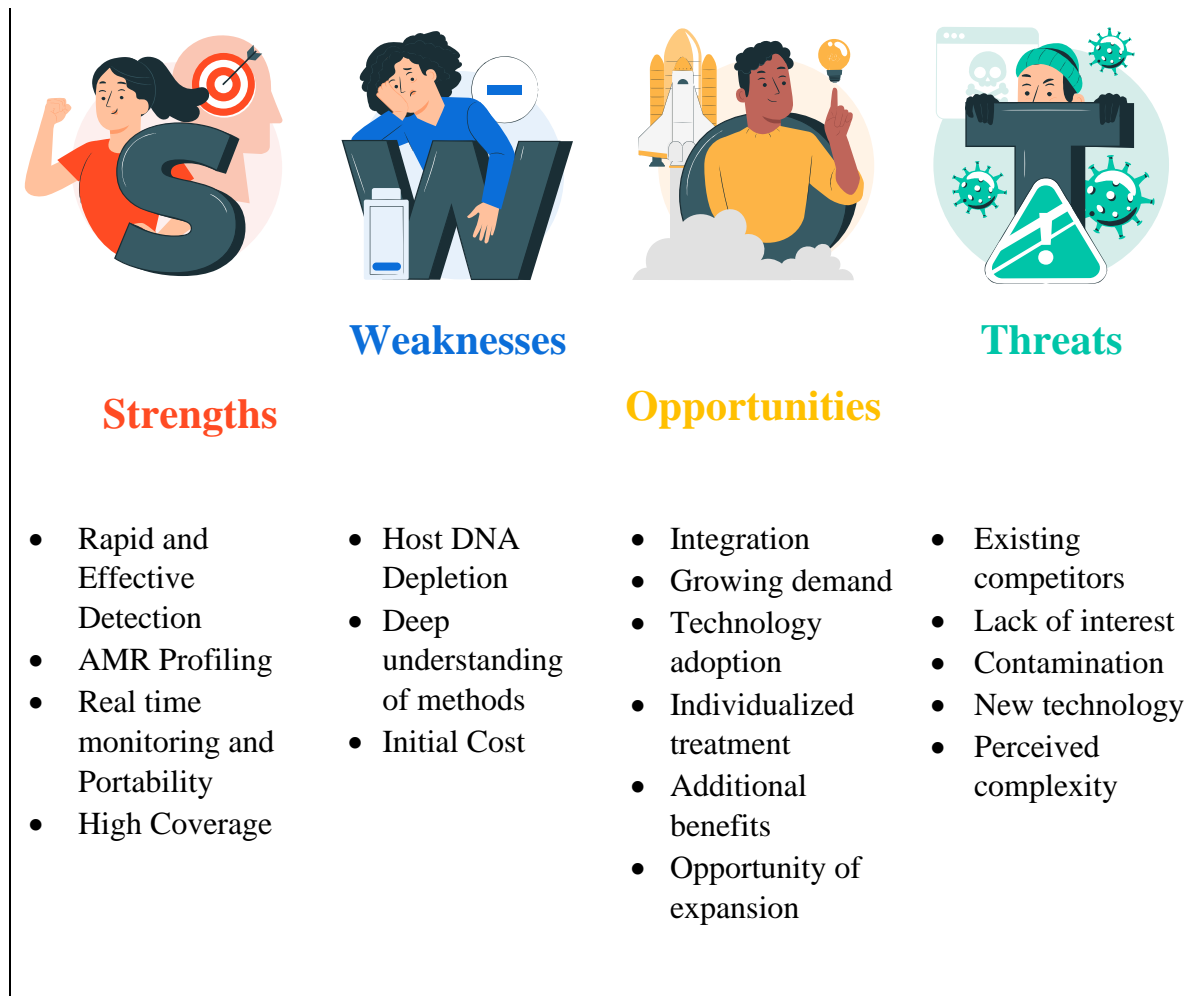 S
W
O
T
Strengths
• Rapid and
Effective
Detection
• AMR Profiling
• Real time
monitoring and
Portability
• High Coverage
Weaknesses
• Host DNA
Depletion
• Deep
understanding
of methods
• Initial Cost
Opportunities
• Integration
• Growing demand
• Technology
adoption
• Individualized
treatment
• Additional
benefits
• Opportunity of
expansion
Threats
• Existing
competitors
• Lack of interest
• Contamination
• New technology
• Perceived
complexity